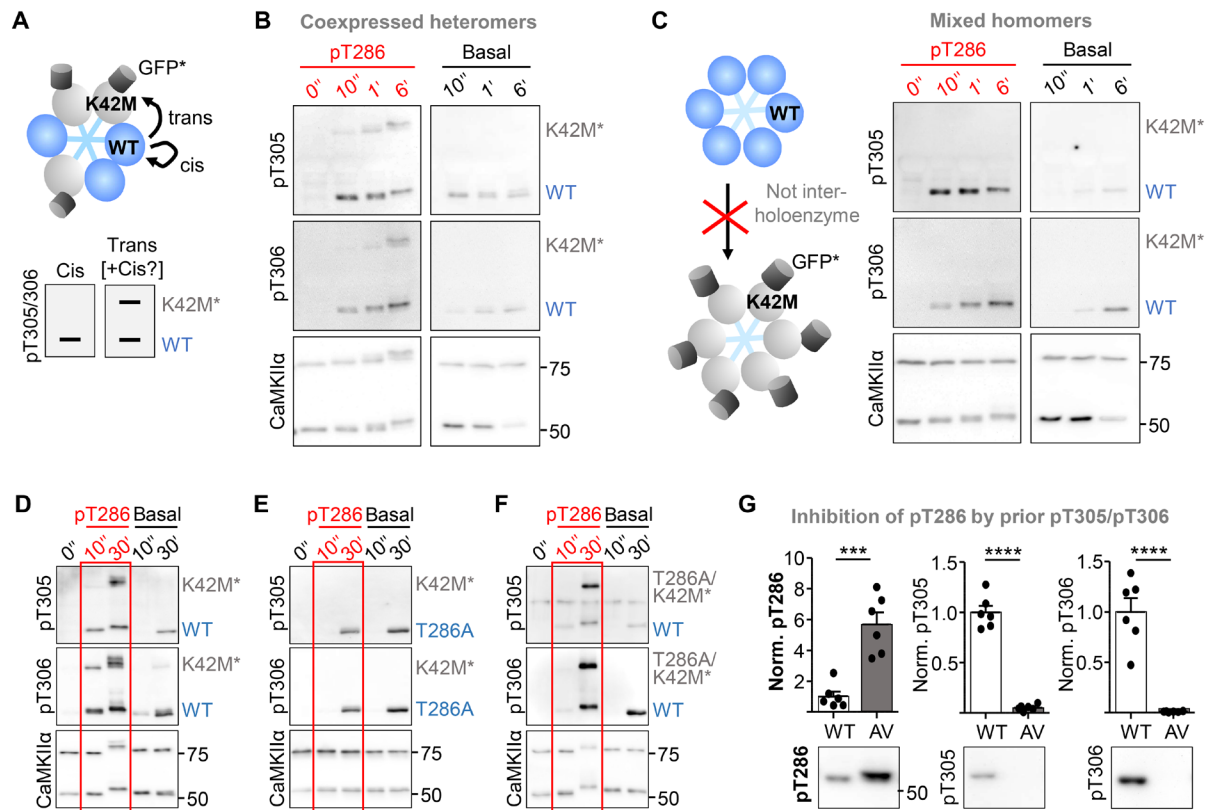 A
GFP*
K42M
trans
WT
cis
Cis
Trans
[+Cis?]
pT305/306
K42M*
WT
B
Coexpressed heteromers
pT286
Basal
0″ 10″ 1′ 6′ 10″ 1′ 6′
pT305
K42M*
WT
pT306
K42M*
WT
CaMKIIα
75
50
C
Mixed homomers
WT
Not inter-
holoenzyme
GFP*
K42M
pT286
Basal
0″ 10″ 1′ 6′ 10″ 1′ 6′
pT305
K42M*
WT
pT306
K42M*
WT
CaMKIIα
75
50
D
pT286 Basal
0″ 10″ 30′ 10″ 30′
pT305
K42M*
WT
pT306
K42M*
WT
CaMKIIα
75
50
E
pT286 Basal
0″ 10″ 30′ 10″ 30′
pT305
K42M*
T286A
pT306
K42M*
T286A
CaMKIIα
75
50
F
pT286 Basal
0″ 10″ 30′ 10″ 30′
pT305
T286A/
K42M*
WT
pT306
T286A/
K42M*
WT
CaMKIIα
75
50
G
Inhibition of pT286 by prior pT305/pT306
Norm. pT286
10
8
6
4
2
***
WT AV
pT286
50
Norm. pT305
1.5
1.0
0.5
****
WT AV
pT305
Norm. pT306
1.5
1.0
0.5
****
WT AV
pT306